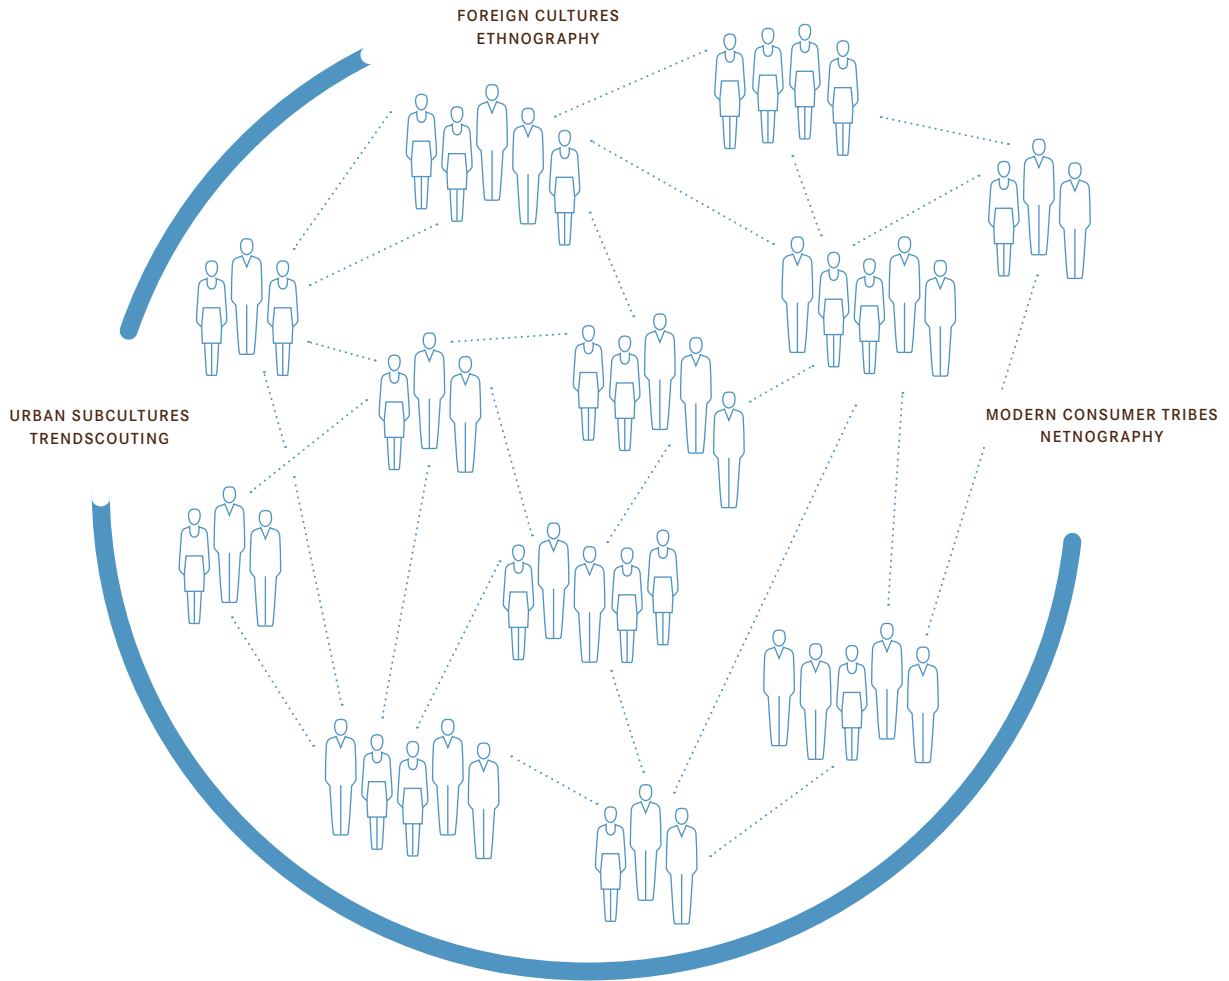 FOREIGN CULTURES
ETHNOGRAPHY
URBAN SUBCULTURES
TRENDSCOUTING
MODERN CONSUMER TRIBES
NETNOGRAPHY